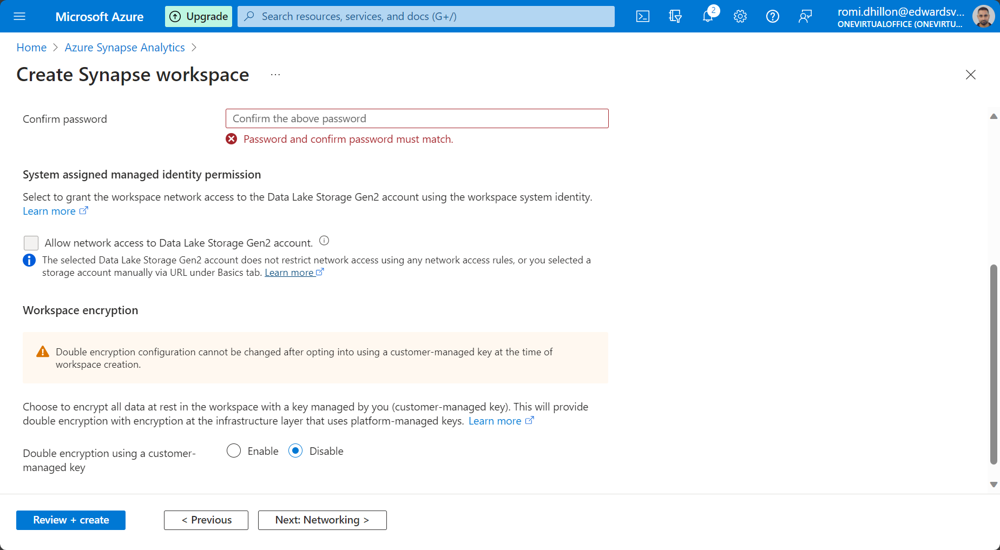 Microsoft Azure
Upgrade
Search resources, services, and docs (G+/)
2
romi.dhillon@edwardsv...
ONEVIRTUALOFFICE (ONEVIRTU...
Home > Azure Synapse Analytics >
Create Synapse workspace ...
Confirm password
Confirm the above password
Password and confirm password must match.
System assigned managed identity permission
Select to grant the workspace network access to the Data Lake Storage Gen2 account using the workspace system identity.
Learn more
Allow network access to Data Lake Storage Gen2 account.
The selected Data Lake Storage Gen2 account does not restrict network access using any network access rules, or you selected a
storage account manually via URL under Basics tab. Learn more
Workspace encryption
Double encryption configuration cannot be changed after opting into using a customer-managed key at the time of
workspace creation.
Choose to encrypt all data at rest in the workspace with a key managed by you (customer-managed key). This will provide
double encryption with encryption at the infrastructure layer that uses platform-managed keys. Learn more
Double encryption using a customer-
managed key
Enable
Disable
Review + create
< Previous
Next: Networking >